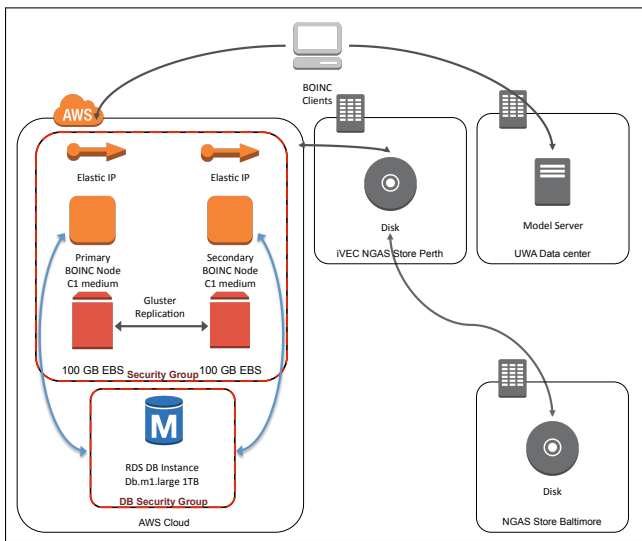 BOINC
Clients
AWS
Elastic IP
Elastic IP
Primary
BOINC Node
C1 medium
Secondary
BOINC Node
C1 medium
Gluster
Replication
100 GB EBS
100 GB EBS
Security Group
M
RDS DB Instance
Db.m1.large 1TB
DB Security Group
AWS Cloud
Disk
iVEC NGAS Store Perth
Model Server
UWA Data center
Disk
NGAS Store Baltimore